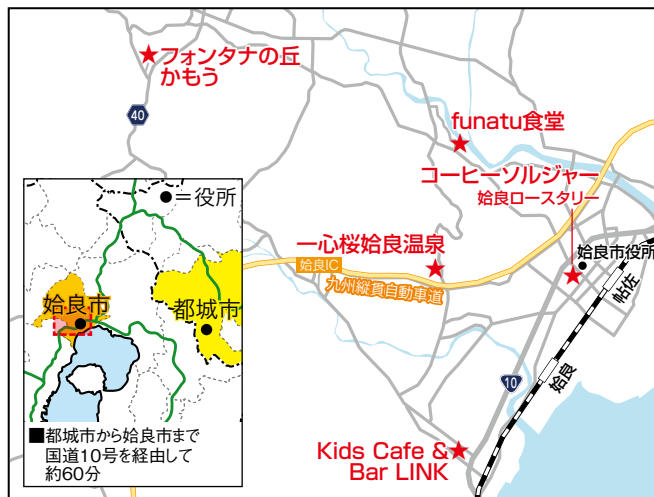 フォンタナの丘
かもう
40
funatu食堂
コーヒーソルジャー
姶良ロースタリー
●=役所
一心桜姶良温泉
姶良市役所
姶良IC
九州縦貫自動車道
帖佐
姶良市
都城市
10
姶良
■都城市から姶良市まで
国道10号を経由して
約60分
Kids Cafe &
Bar LINK